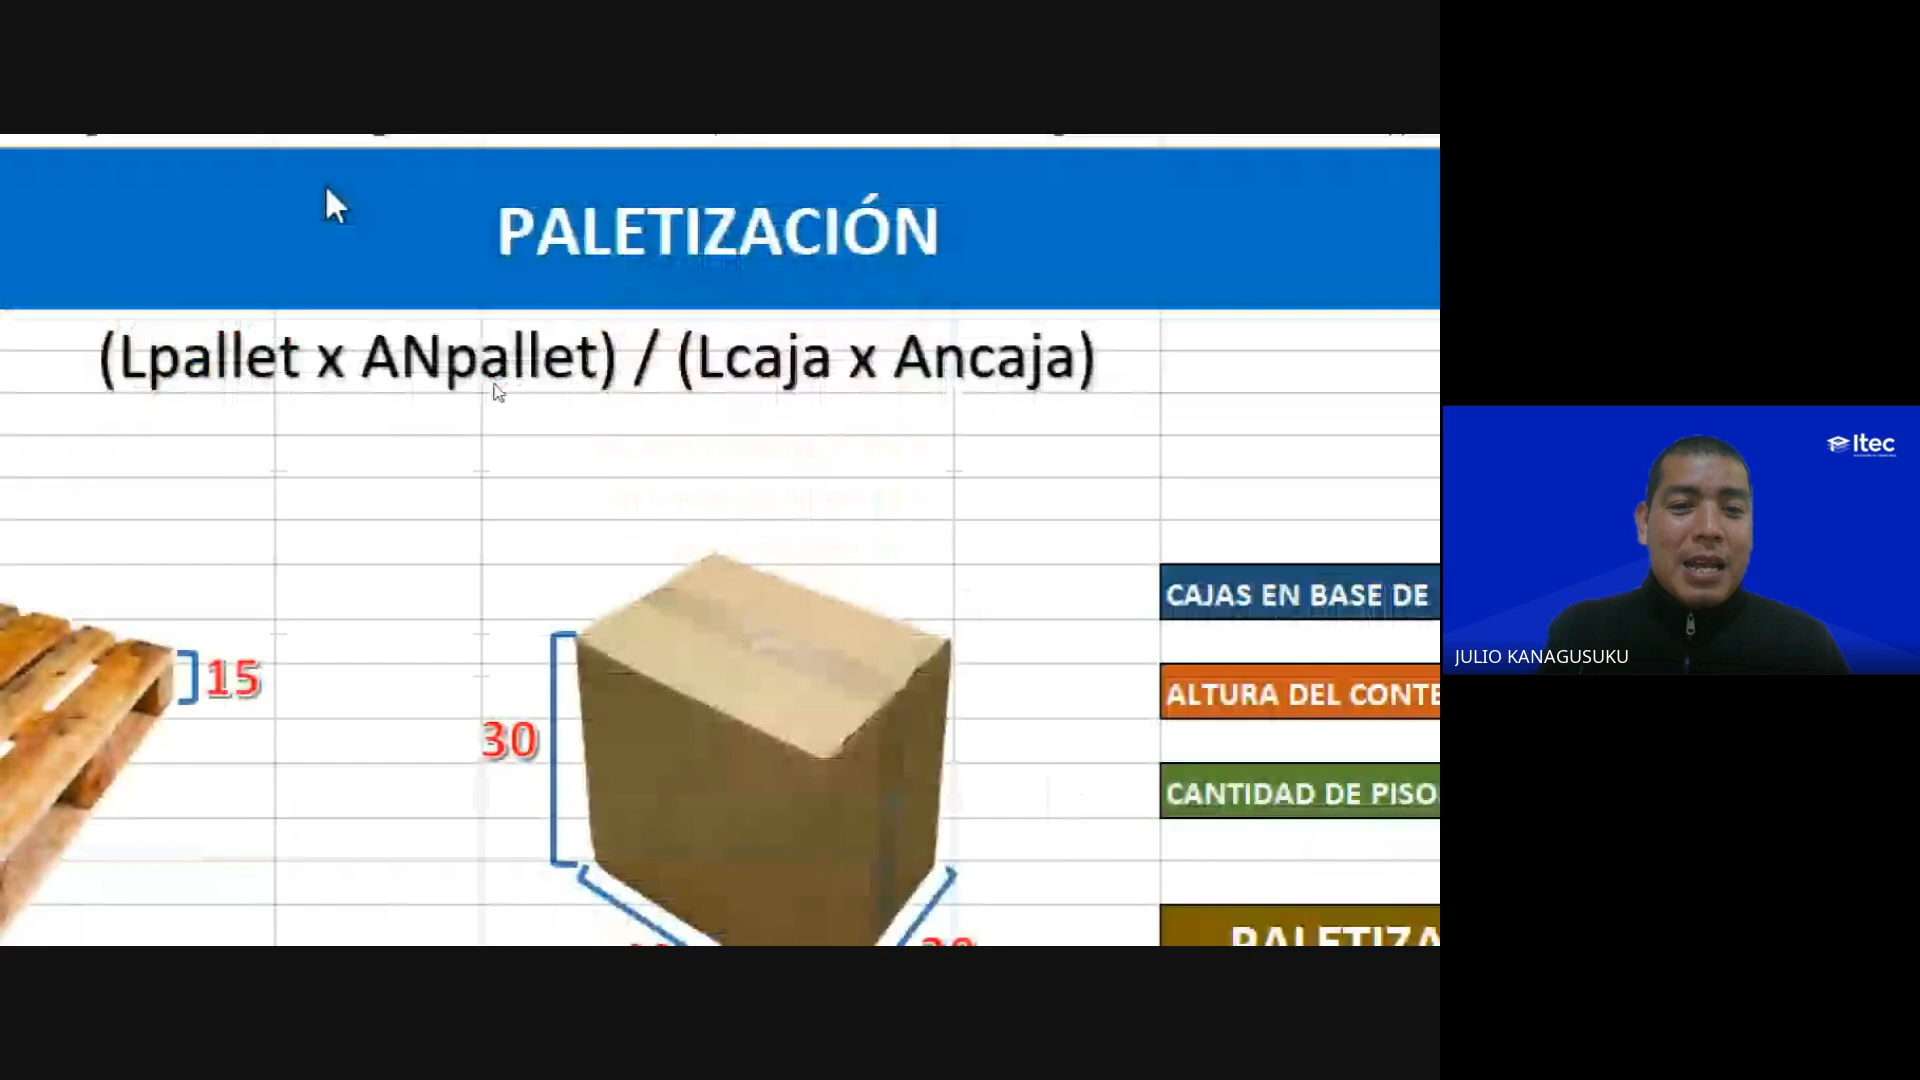 PALETIZACIÓN
(Lpallet x ANpallet) / (Lcaja x Ancaja)
CAJAS EN BASE DE
15
ALTURA DEL CONTE
30
CANTIDAD DE PISO
PALETIZA
Itec
JULIO KANAGUSUKU